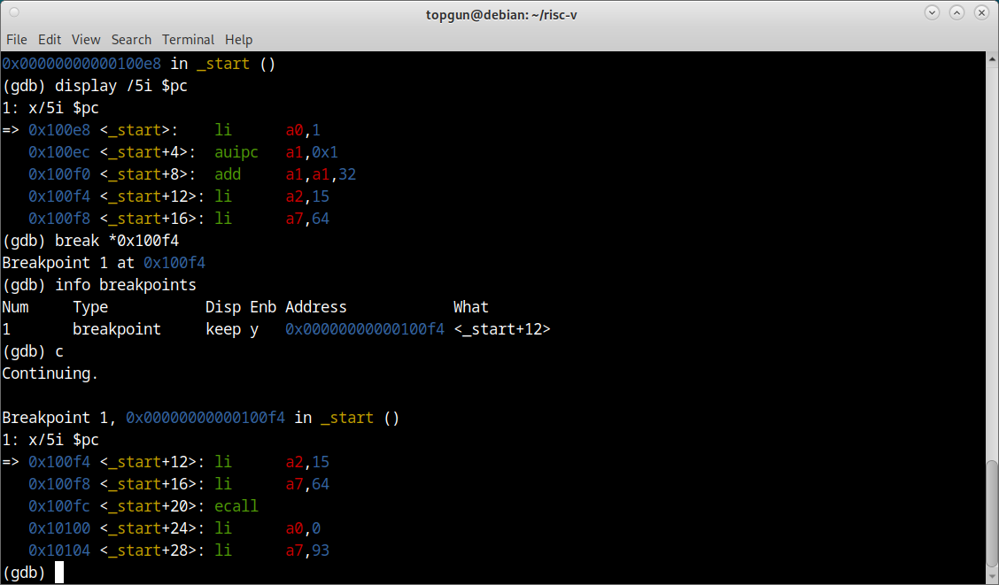 topgun@debian: ~/risc-v
File Edit View Search Terminal Help
0x00000000000100e8 in _start ()
(gdb) display /5i $pc
1: x/5i $pc
=> 0x100e8 <_start>:    li      a0,1
   0x100ec <_start+4>:  auipc   a1,0x1
   0x100f0 <_start+8>:  add     a1,a1,32
   0x100f4 <_start+12>: li      a2,15
   0x100f8 <_start+16>: li      a7,64
(gdb) break *0x100f4
Breakpoint 1 at 0x100f4
(gdb) info breakpoints
Num     Type           Disp Enb Address            What
1       breakpoint     keep y   0x00000000000100f4 <_start+12>
(gdb) c
Continuing.
Breakpoint 1, 0x00000000000100f4 in _start ()
1: x/5i $pc
=> 0x100f4 <_start+12>: li      a2,15
   0x100f8 <_start+16>: li      a7,64
   0x100fc <_start+20>: ecall
   0x10100 <_start+24>: li      a0,0
   0x10104 <_start+28>: li      a7,93
(gdb)